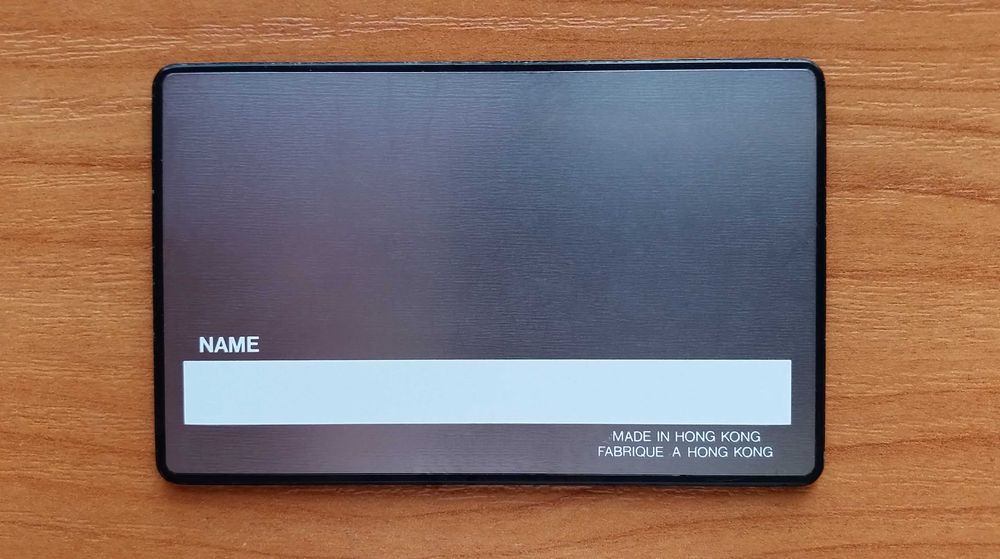 NAME
MADE IN HONG KONG
FABRIQUE A HONG KONG